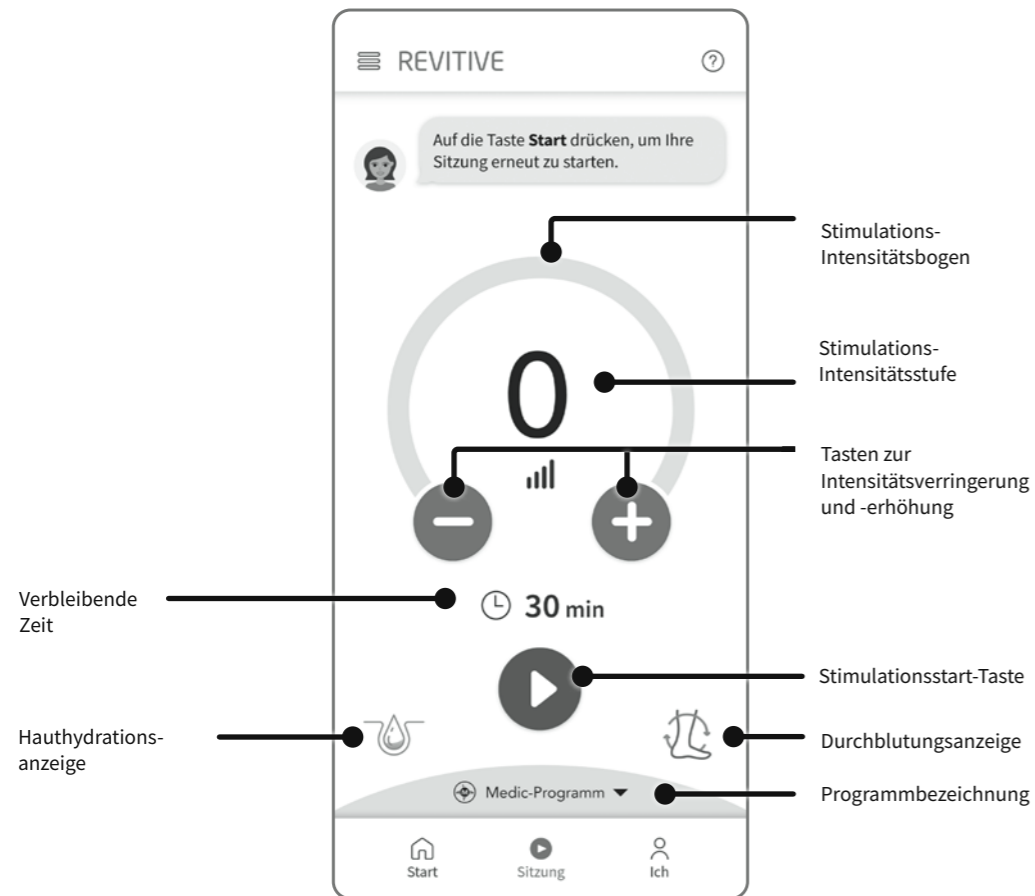 REVITIVE
?
Auf die Taste Start drücken, um Ihre
Sitzung erneut zu starten.
Stimulations-
Intensitätsbogen
Stimulations-
Intensitätsstufe
0
Tasten zur
Intensitätsverringerung
und -erhöhung
Verbleibende
Zeit
30 min
Stimulationsstart-Taste
Hauthydrations-
anzeige
Durchblutungsanzeige
Medic-Programm
Programmbezeichnung
Start
Sitzung
Ich